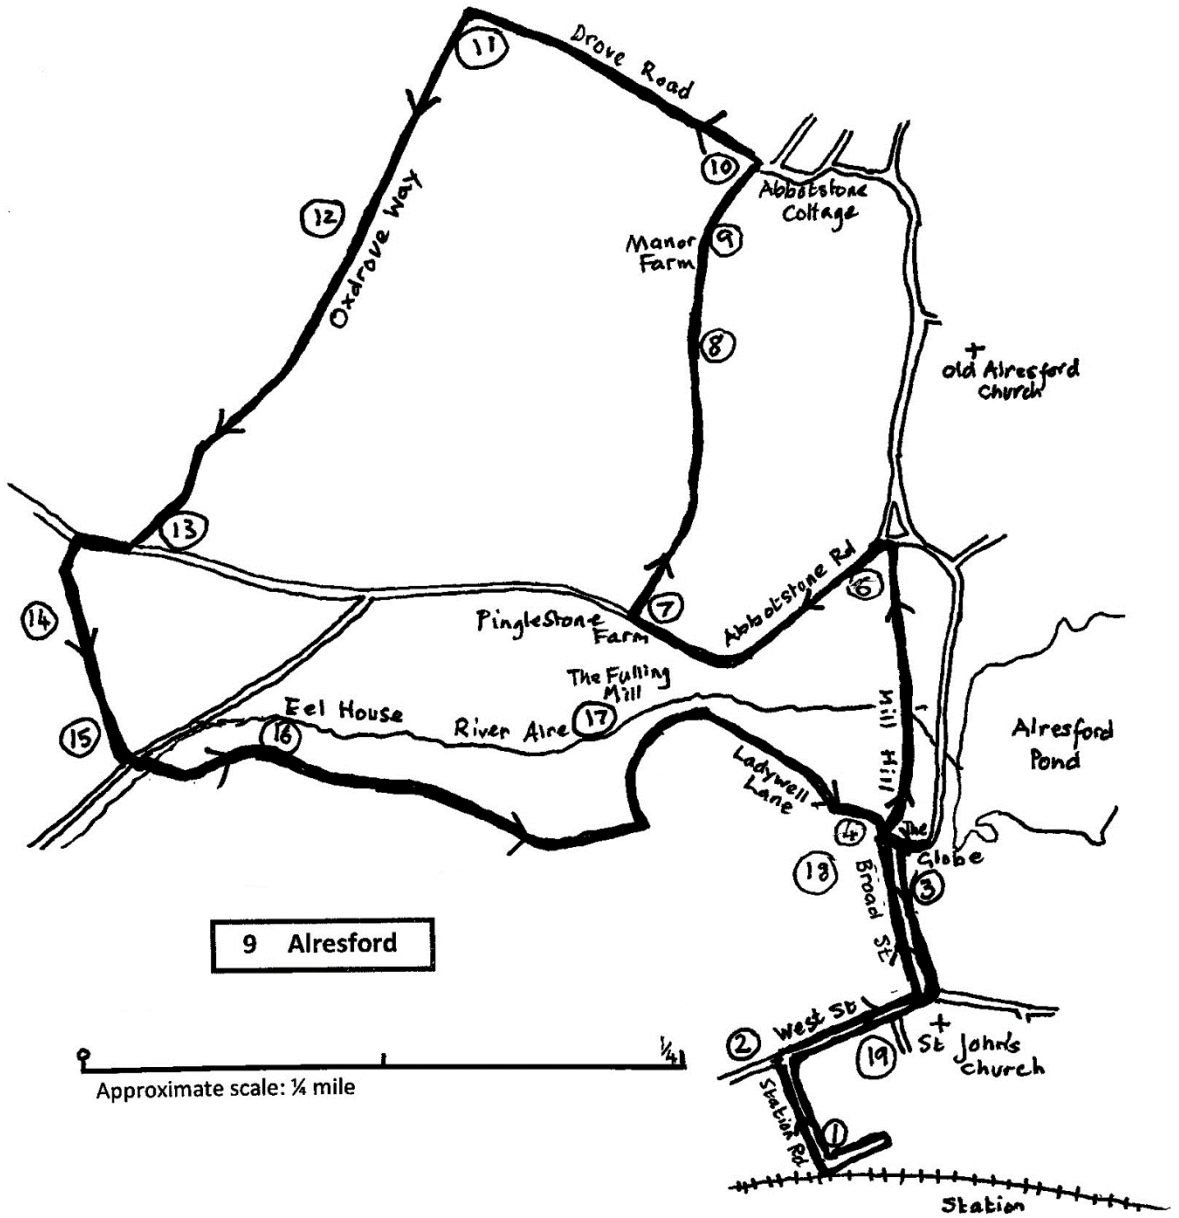 11
Drove Road
10
Abbotstone
Cottage
12
Oxdrove Way
Manor
Farm
9
8
+
Old Alresford
Church
13
Abbotstone Rd
6
14
PingleStone
Farm
7
The Fulling
Mill
17
Eel House
River Alre
15
16
Mill Hill
Alresford
Pond
Ladywell
Lane
4
The
Globe
18
Broad St
3
9 Alresford
2
West St
19
+
St John's
church
¼
Approximate scale: ¼ mile
Station Rd
1
Station